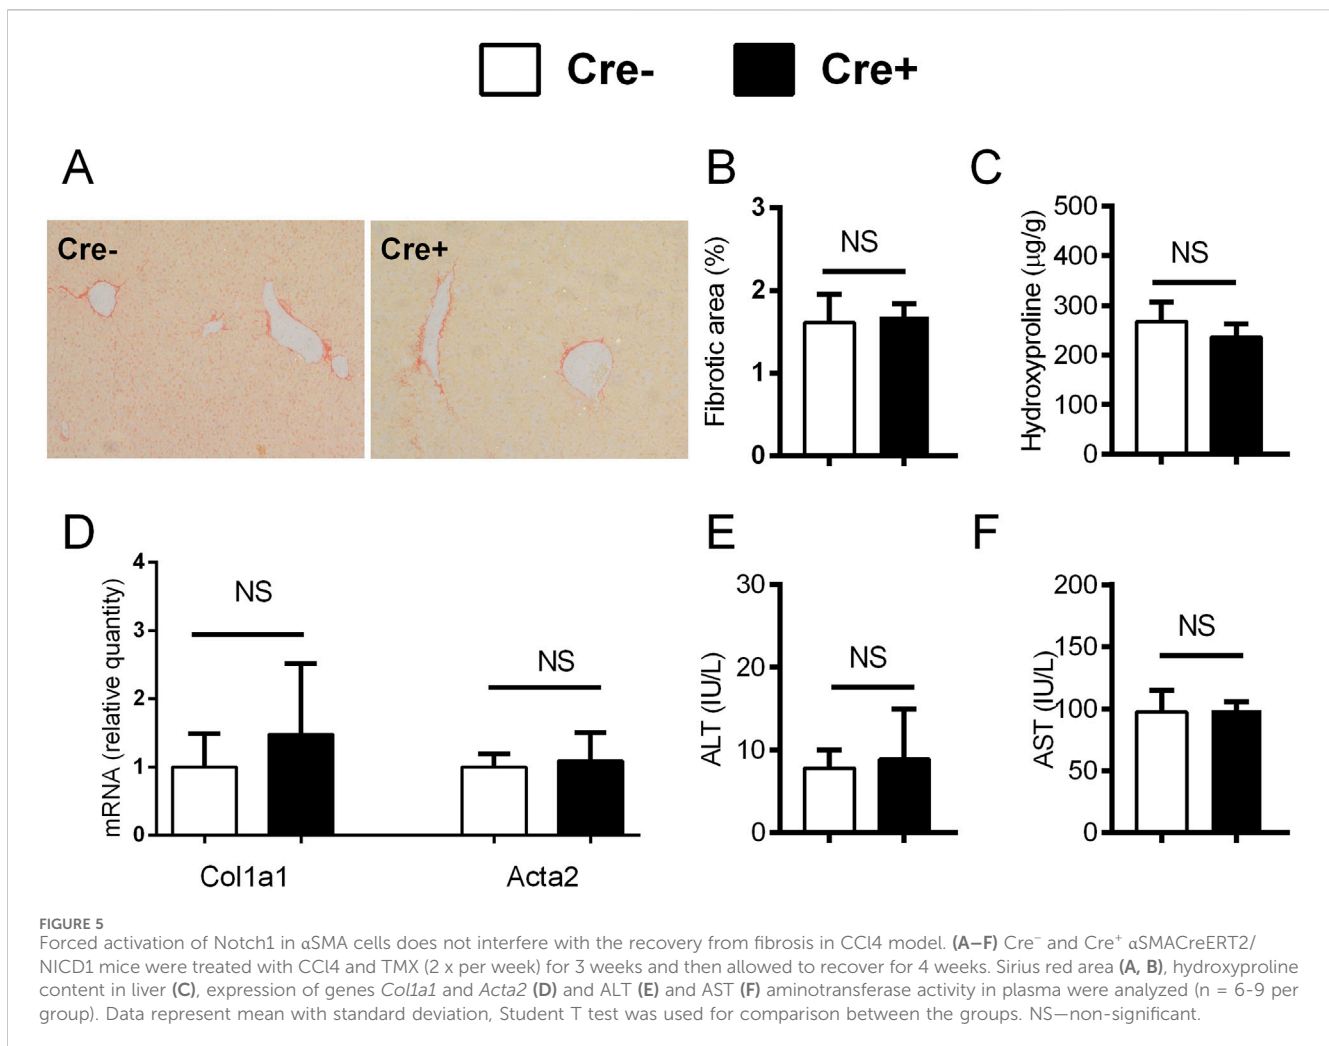 Cre- Cre+
A
Cre-
Cre+
B
Fibrotic area (%)
3
2
1
0
NS
C
Hydroxyproline (µg/g)
500
400
300
200
100
0
NS
D
mRNA (relative quantity)
4
3
2
1
0
NS
NS
Col1a1 Acta2
E
ALT (IU/L)
30
20
10
0
NS
F
AST (IU/L)
200
150
100
50
0
NS
FIGURE 5
Forced activation of Notch1 in αSMA cells does not interfere with the recovery from fibrosis in CCl4 model. (A–F) Cre⁻ and Cre⁺ αSMACreERT2/
NICD1 mice were treated with CCl4 and TMX (2 x per week) for 3 weeks and then allowed to recover for 4 weeks. Sirius red area (A, B), hydroxyproline
content in liver (C), expression of genes Col1a1 and Acta2 (D) and ALT (E) and AST (F) aminotransferase activity in plasma were analyzed (n = 6-9 per
group). Data represent mean with standard deviation, Student T test was used for comparison between the groups. NS—non-significant.